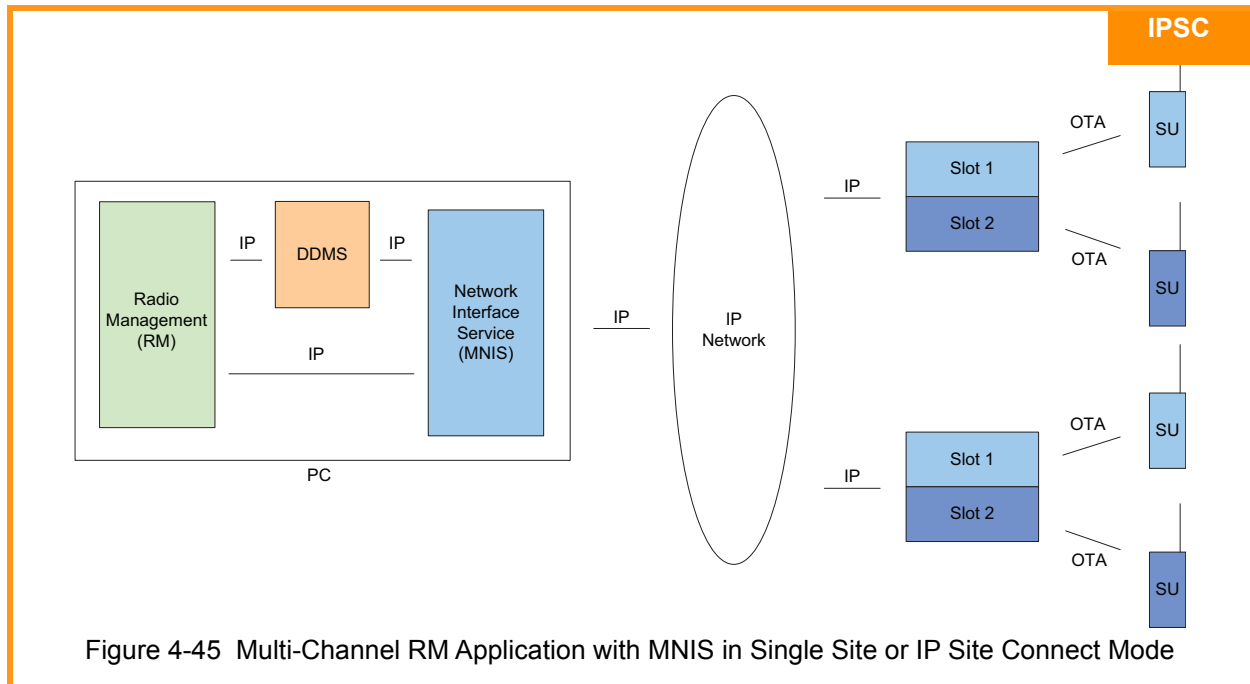 IPSC
OTA
SU
Slot 1
IP
Slot 2
OTA
SU
IP
DDMS
IP
Radio
Management
(RM)
Network
Interface
Service
(MNIS)
IP
IP
IP
Network
PC
OTA
SU
Slot 1
IP
Slot 2
OTA
SU
Figure 4-45 Multi-Channel RM Application with MNIS in Single Site or IP Site Connect Mode